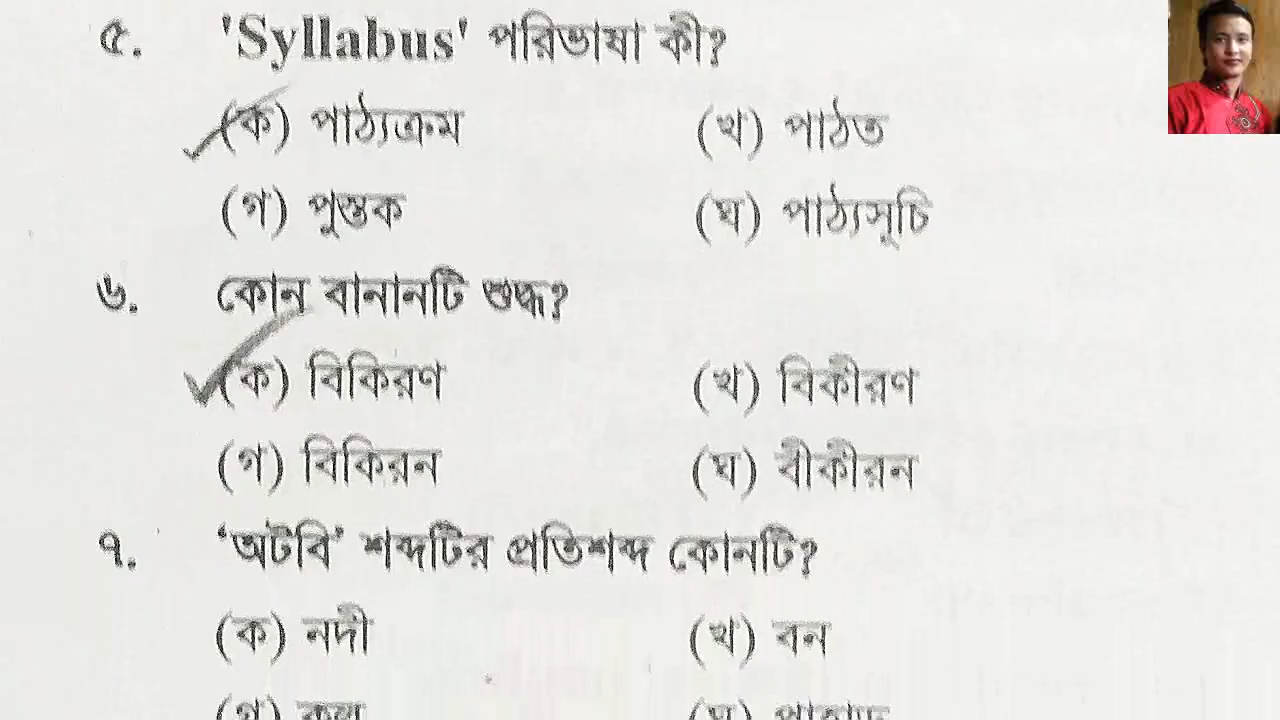 ৫. 'Syllabus' পরিভাষা কী?
(ক) পাঠ্যক্রম (খ) পাঠত
(গ) পুস্তক (ঘ) পাঠ্যসূচি
৬. কোন বানানটি শুদ্ধ?
(ক) বিকিরণ (খ) বিকীরণ
(গ) বিকিরন (ঘ) বীকীরন
৭. ‘অটবি’ শব্দটির প্রতিশব্দ কোনটি?
(ক) নদী (খ) বন
(গ) (ঘ) পাহাড়